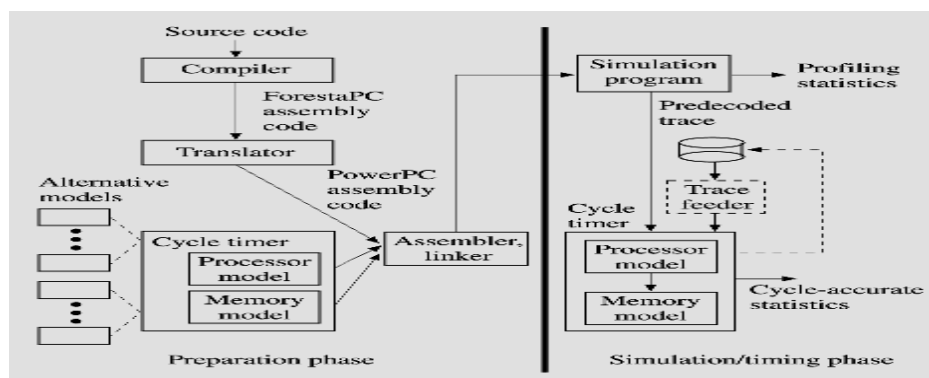 Source code
Compiler
ForestaPC
assembly
code
Translator
PowerPC
assembly
code
Alternative
models
Cycle timer
Processor
model
Memory
model
Assembler,
linker
Preparation phase
Simulation
program
Profiling
statistics
Predecoded
trace
Trace
feeder
Cycle
timer
Processor
model
Memory
model
Cycle-accurate
statistics
Simulation/timing phase